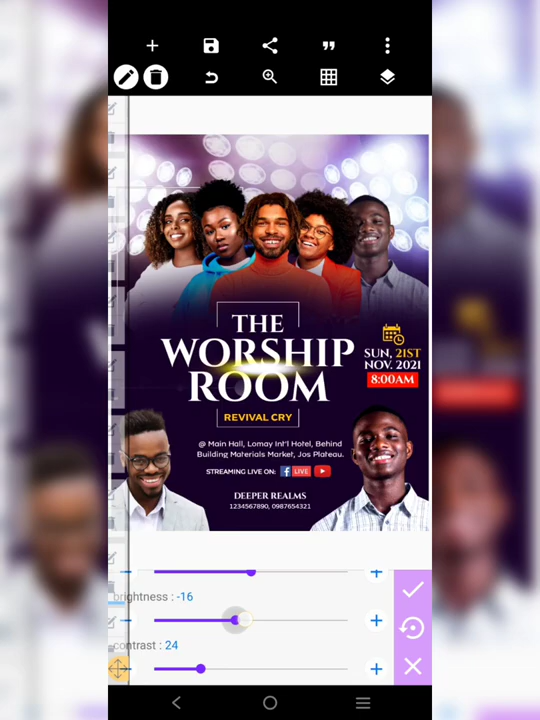 THE
WORSHIP
ROOM
REVIVAL CRY
SUN, 21ST
NOV. 2021
8:00AM
@ Main Hall, Lomay Int'l Hotel, Behind
Building Materials Market, Jos Plateau.
STREAMING LIVE ON: f LIVE
DEEPER REALMS
1234567890, 0987654321
brightness : -16
contrast : 24